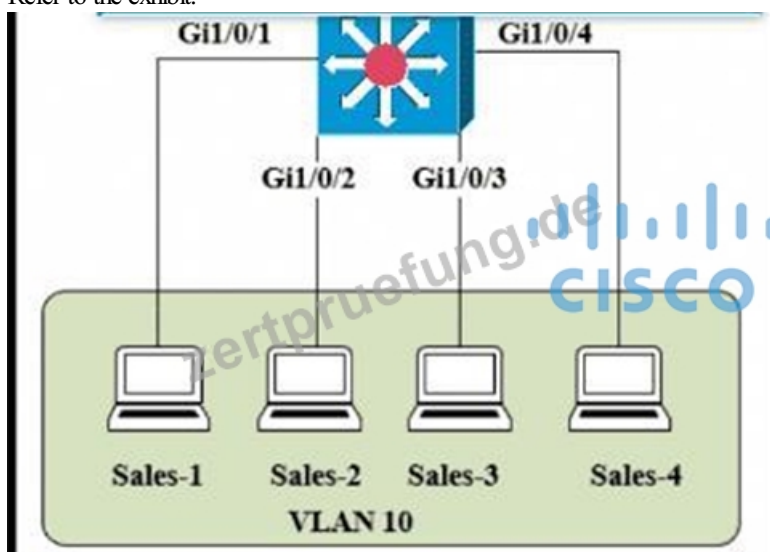 Refer to the exhibit.
Gi1/0/1
Gi1/0/4
Gi1/0/2
Gi1/0/3
zertpruefung.de
CISCO
Sales-1
Sales-2
Sales-3
Sales-4
VLAN 10